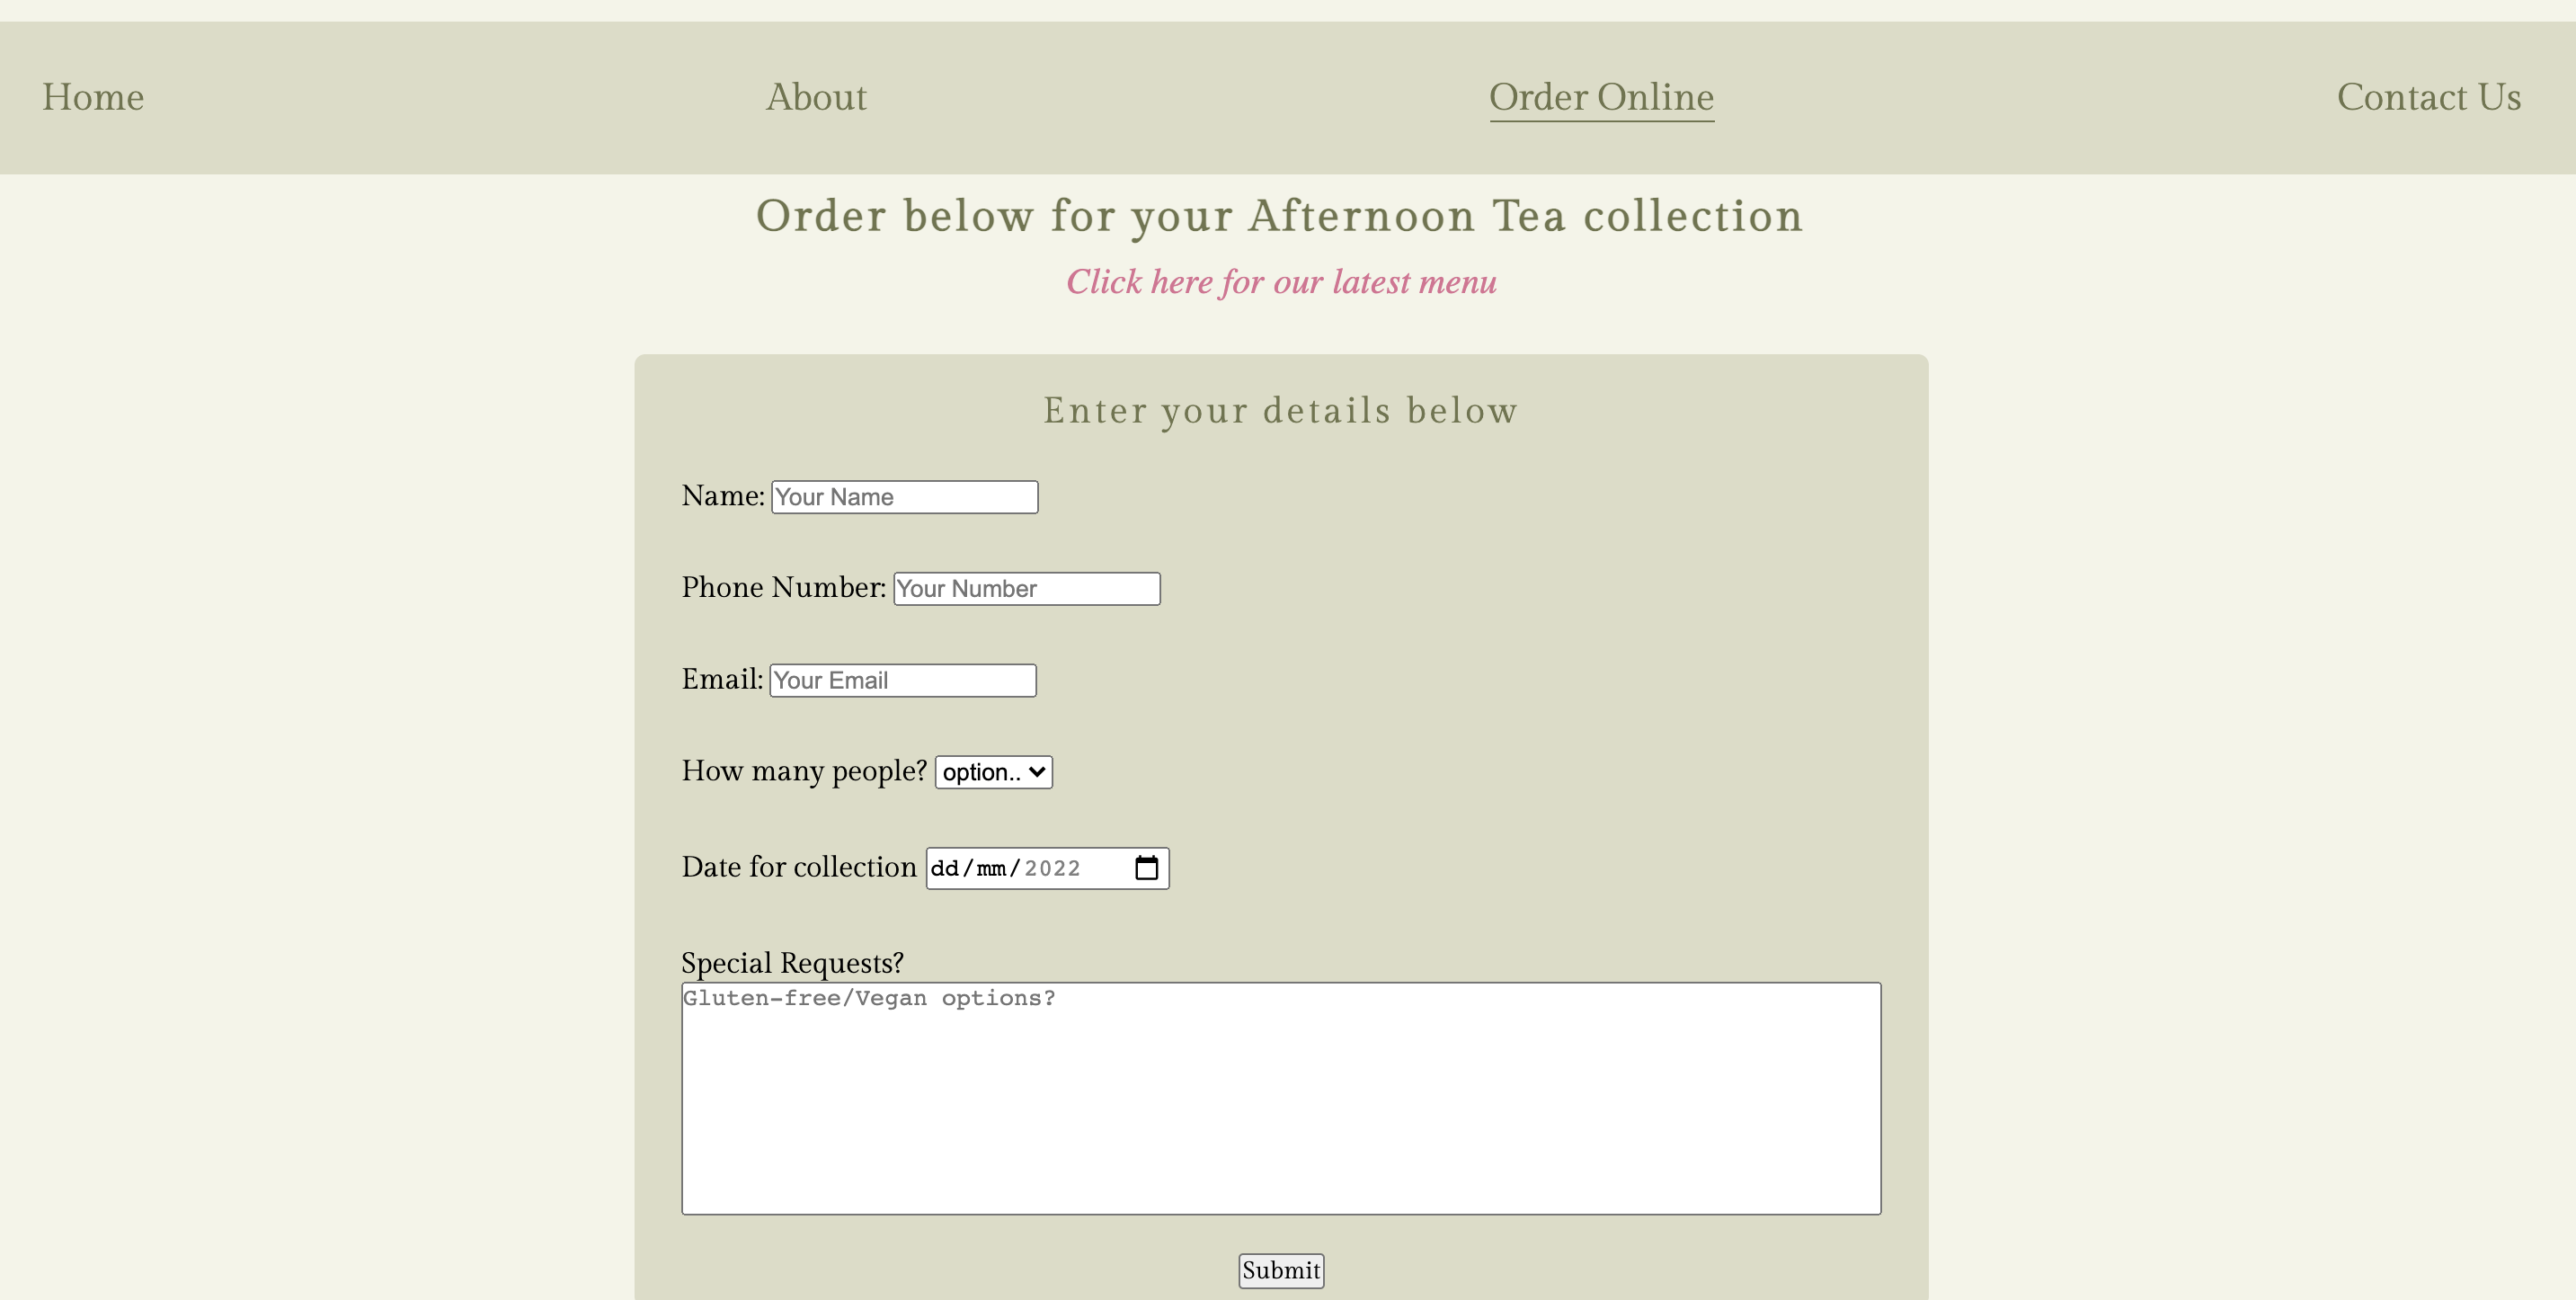 Home About Order Online Contact Us
Order below for your Afternoon Tea collection
Click here for our latest menu
Enter your details below
Name: Your Name
Phone Number: Your Number
Email: Your Email
How many people? option..
Date for collection dd/mm/2022
Special Requests?
Gluten-free/Vegan options?
Submit